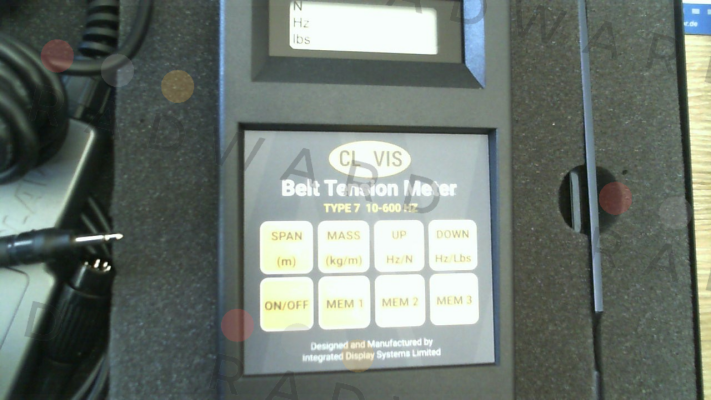 N
Hz
lbs
CL VIS
Belt Tension Meter
TYPE 7 10-600 HZ
SPAN
(m)
MASS
(kg/m)
UP
Hz/N
DOWN
Hz/Lbs
ON/OFF
MEM 1
MEM 2
MEM 3
Designed and Manufactured by
Integrated Display Systems Limited